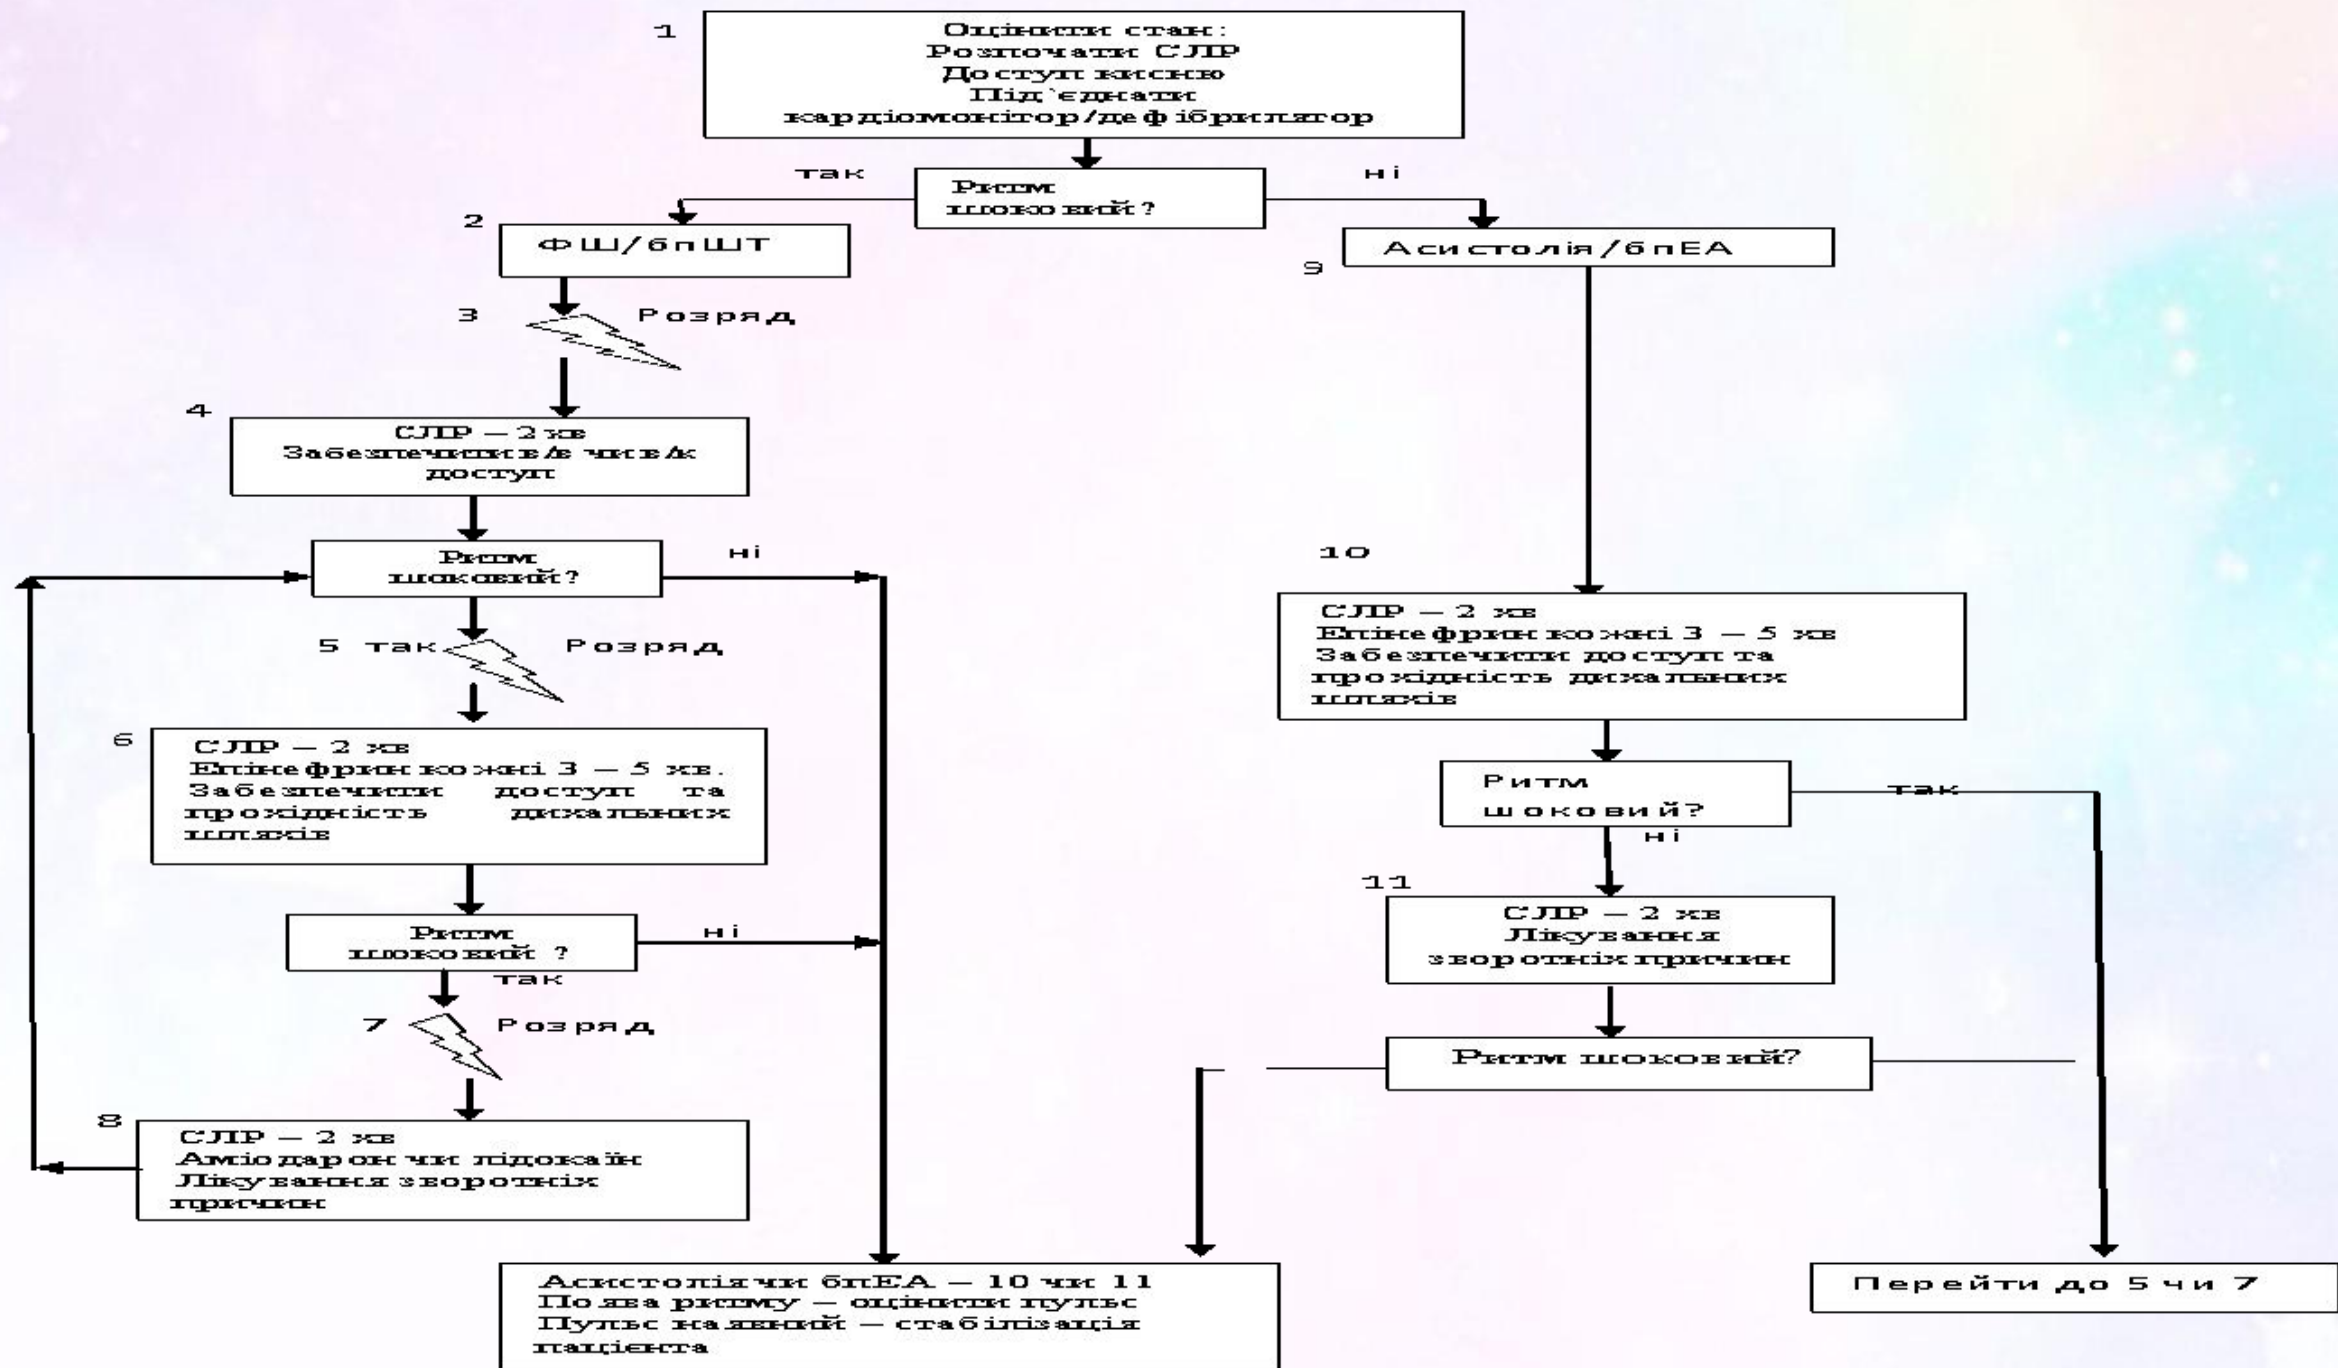 1
Оцінити стан:
Розпочати СЛР
Доступ кисню
Під`єднати
кардіомонітор/дефібрилятор
так
Ритм
шоковий?
ні
2
ФШ/бпШТ
9
Асистолія/бпЕА
3
Розряд
4
СЛР – 2 хв
Забезпечити в/в чи в/к
доступ
Ритм
шоковий?
ні
5 так
Розряд
6
СЛР – 2 хв
Епінефрин кожні 3 – 5 хв.
Забезпечити доступ та
прохідність дихальних
шляхів
Ритм
шоковий ?
ні
так
7
Розряд
8
СЛР – 2 хв
Аміодарон чи лідокаїн
Лікування зворотніх
причин
10
СЛР – 2 хв
Епінефрин кожні 3 – 5 хв
Забезпечити доступ та
прохідність дихальних
шляхів
Ритм
шоковий?
так
ні
11
СЛР – 2 хв
Лікування
зворотніх причин
Ритм шоковий?
Асистолія чи бпЕА – 10 чи 11
Поява ритму – оцінити пульс
Пульс наявний – стабілізація
пацієнта
Перейти до 5 чи 7